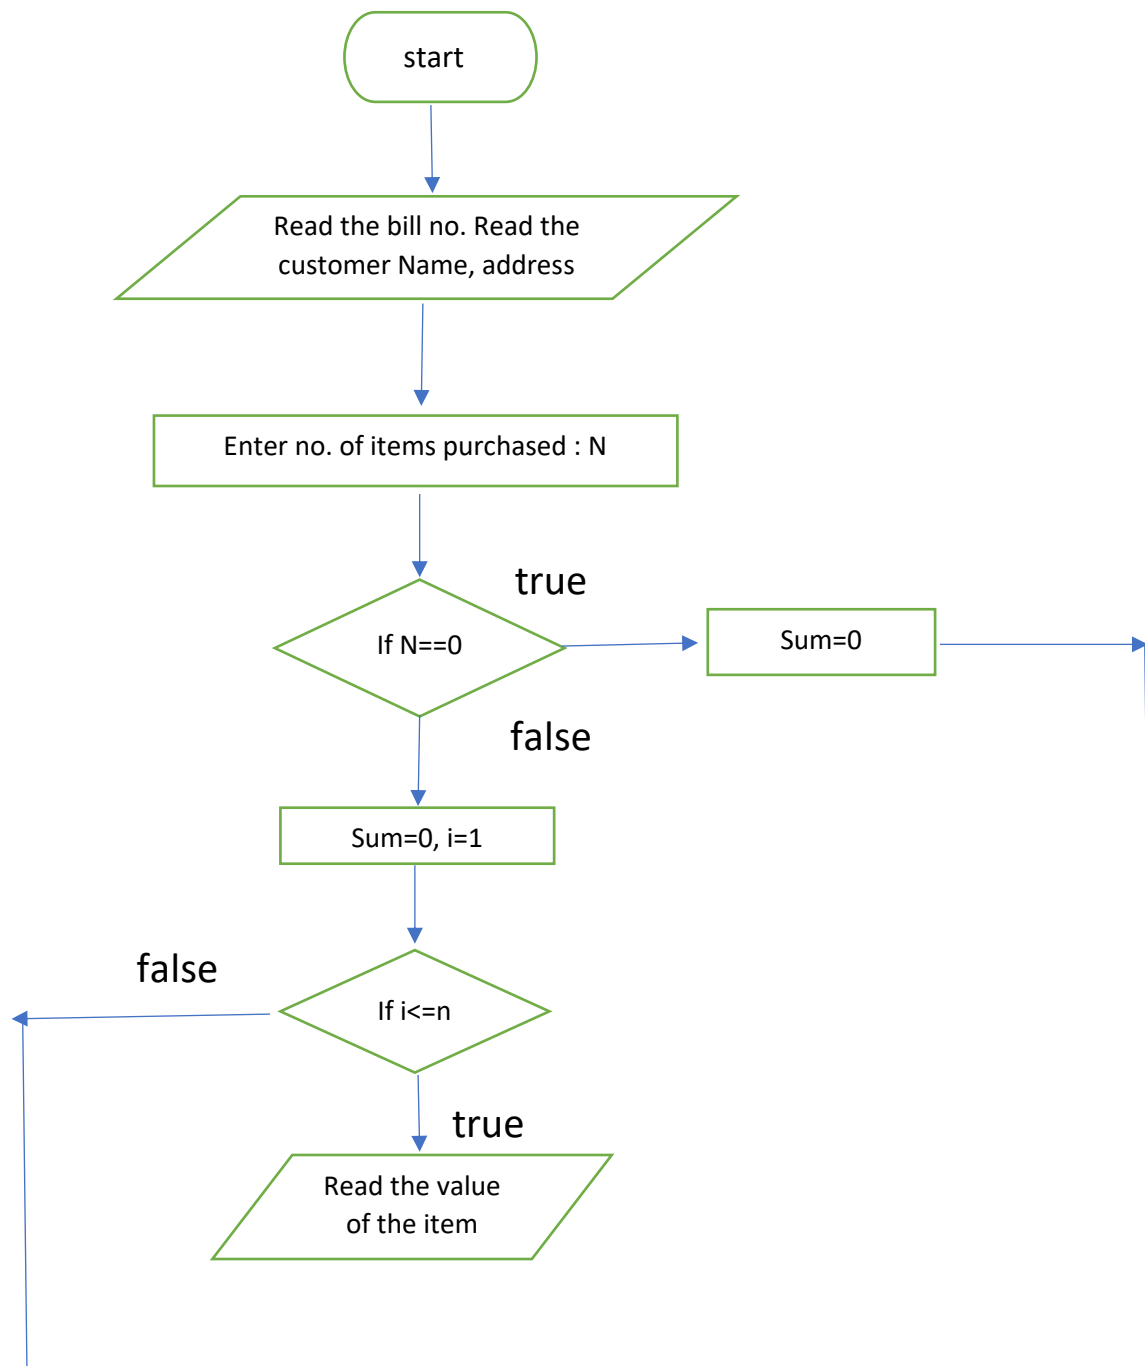 start
Read the bill no. Read the
customer Name, address
Enter no. of items purchased : N
true
If N==0
Sum=0
false
Sum=0, i=1
false
If i<=n
true
Read the value
of the item